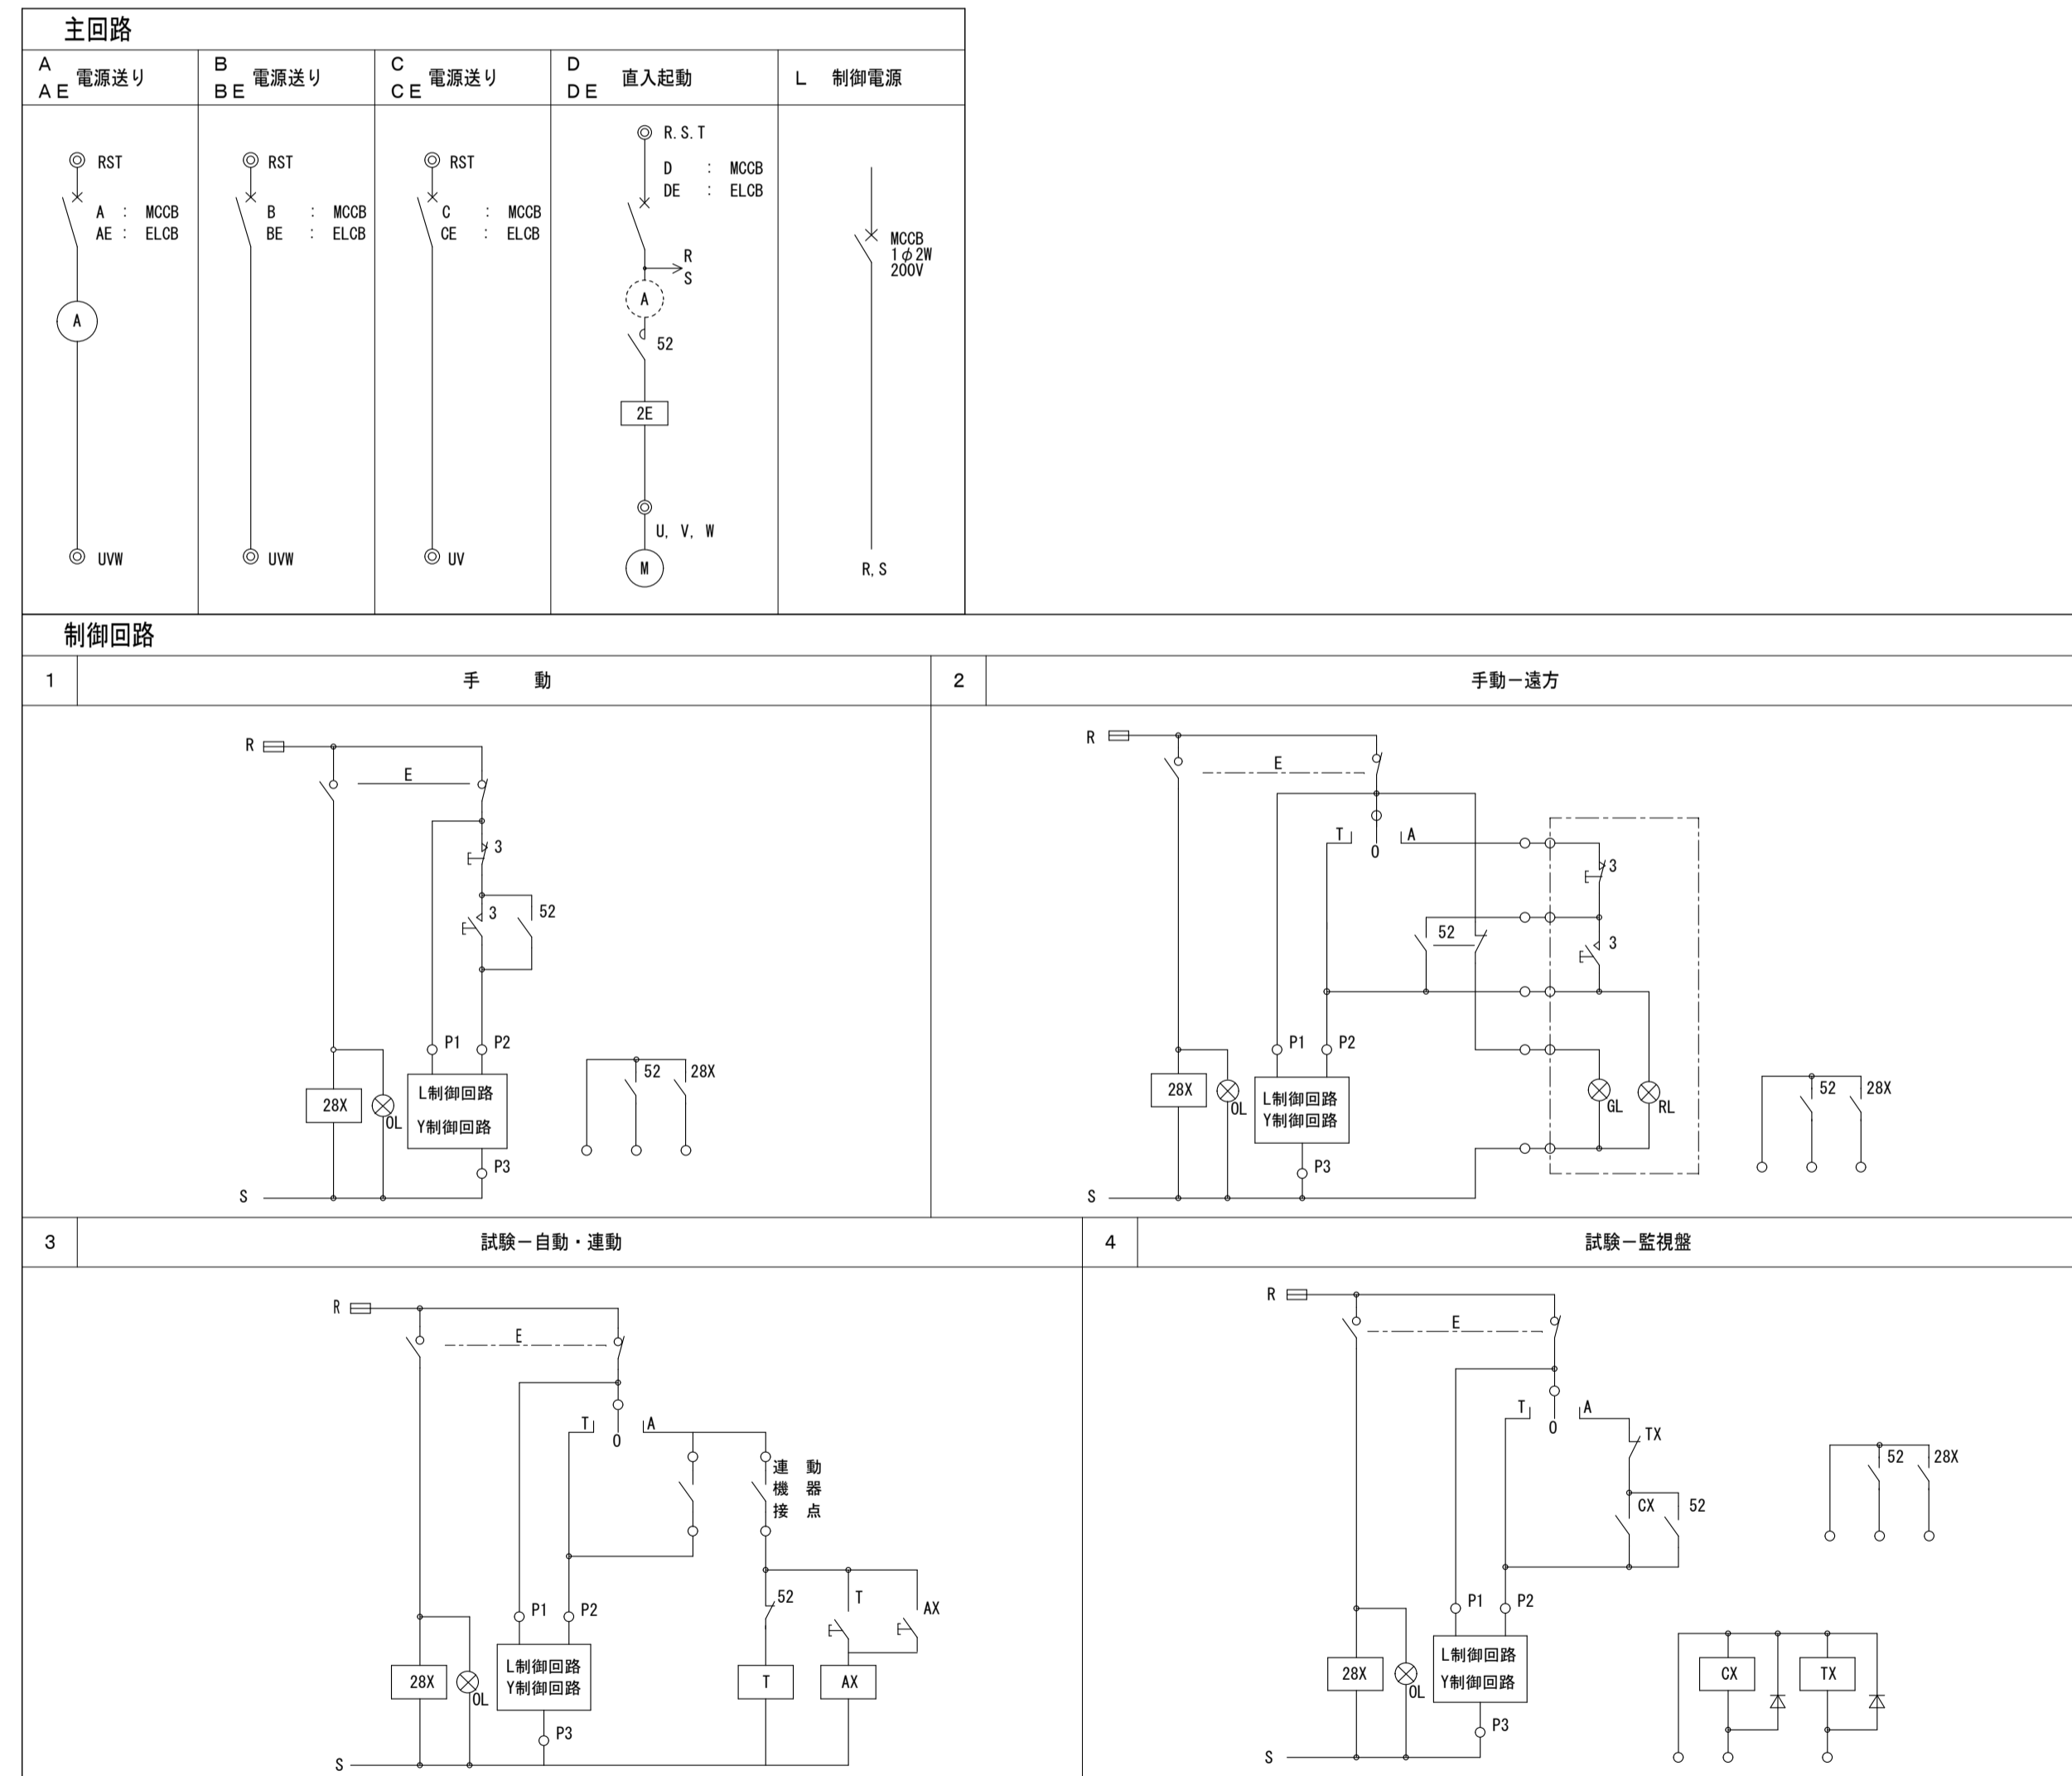 主回路
A
AE 電源送り
B
BE 電源送り
C
CE 電源送り
D
DE 直入起動
L 制御電源
RST
A : MCCB
AE : ELCB
A
UVW
RST
B : MCCB
BE : ELCB
UVW
RST
C : MCCB
CE : ELCB
UV
R.S.T
D : MCCB
DE : ELCB
R
S
A
52
2E
U, V, W
M
MCCB
1φ2W
200V
R,S
制御回路
1 手動
R
E
3
3 52
P1 P2
28X
OL
L制御回路
Y制御回路
P3
S
52 28X
2 手動ー遠方
R
E
T A
O
3
52
3
P1 P2
28X
OL
L制御回路
Y制御回路
GL RL
P3
S
52 28X
3 試験ー自動・連動
R
E
T A
O
連動
機器
接点
52
T
AX
P1 P2
28X
OL
L制御回路
Y制御回路
T
AX
P3
S
4 試験ー監視盤
R
E
T A
O
TX
CX 52
P1 P2
28X
OL
L制御回路
Y制御回路
P3
S
52 28X
CX TX